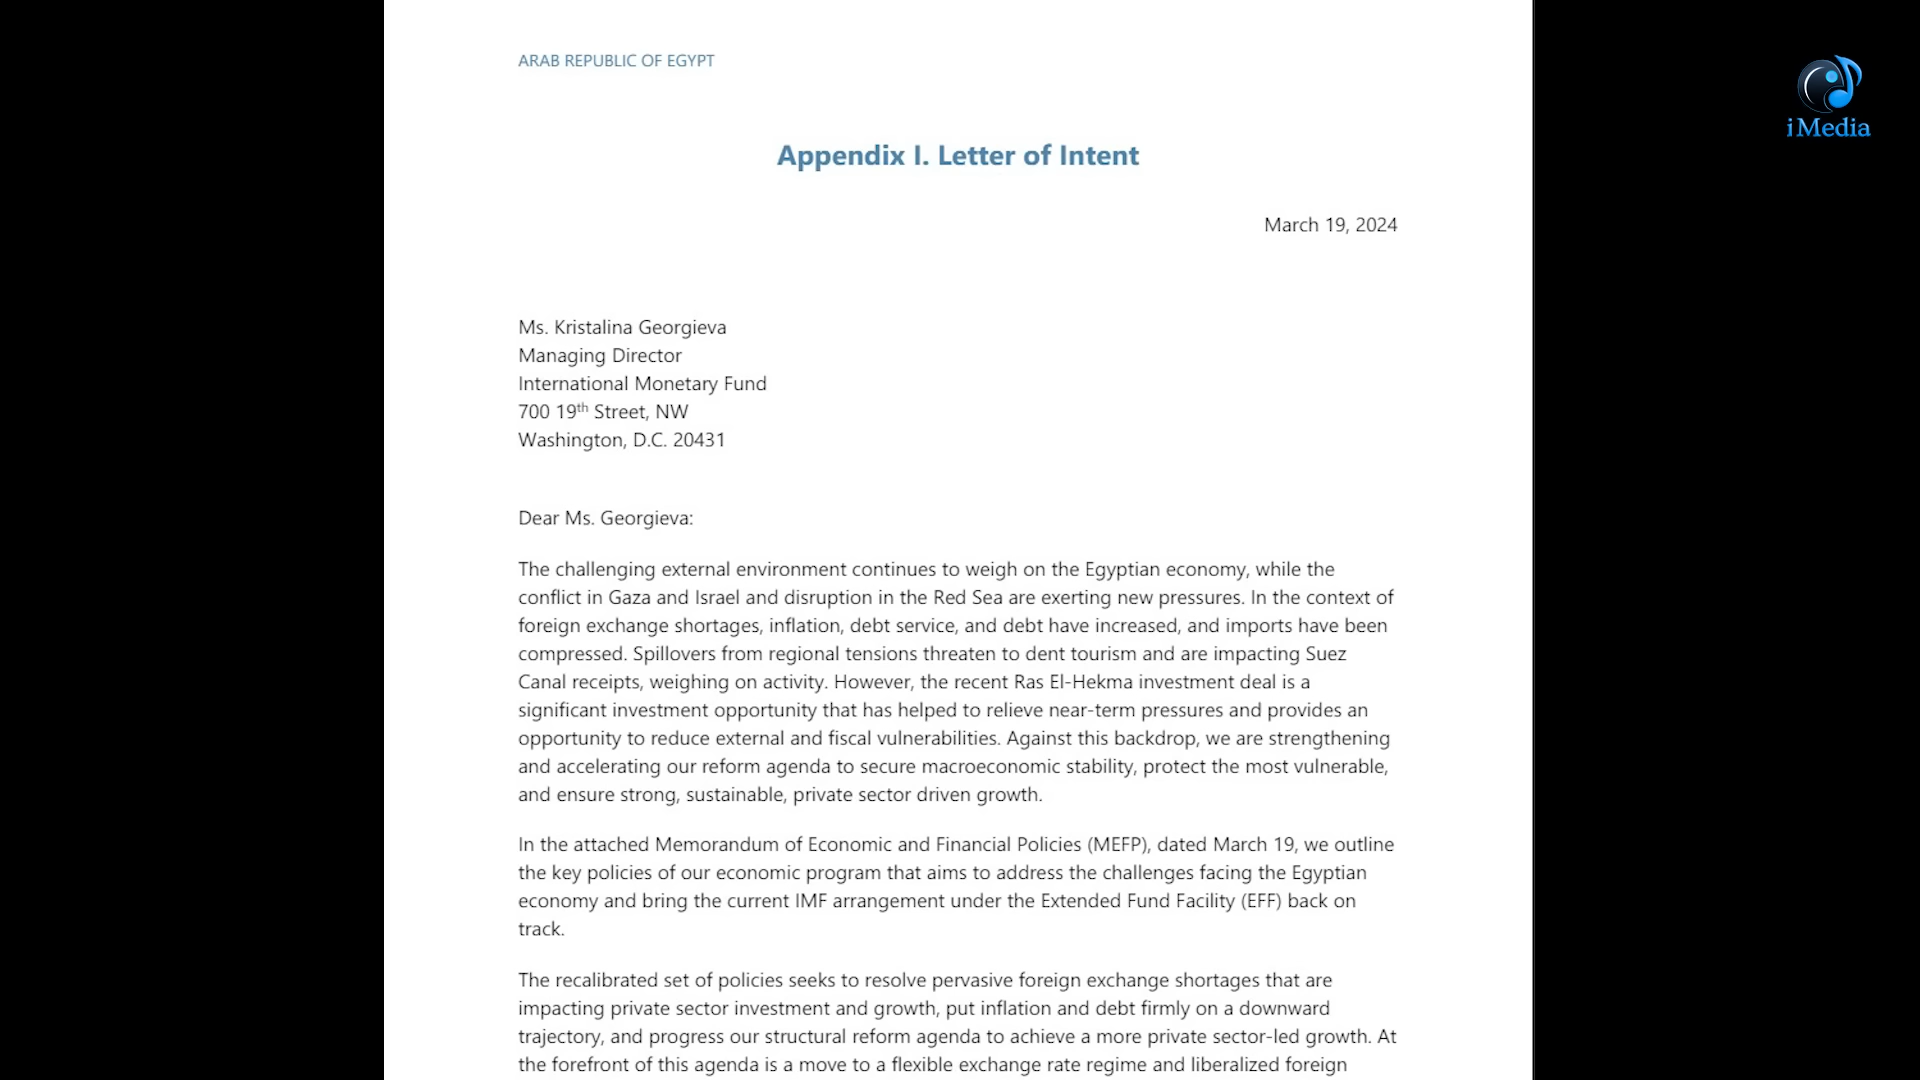 ARAB REPUBLIC OF EGYPT
iMedia
Appendix I. Letter of Intent
March 19, 2024
Ms. Kristalina Georgieva
Managing Director
International Monetary Fund
700 19th Street, NW
Washington, D.C. 20431
Dear Ms. Georgieva:
The challenging external environment continues to weigh on the Egyptian economy, while the
conflict in Gaza and Israel and disruption in the Red Sea are exerting new pressures. In the context of
foreign exchange shortages, inflation, debt service, and debt have increased, and imports have been
compressed. Spillovers from regional tensions threaten to dent tourism and are impacting Suez
Canal receipts, weighing on activity. However, the recent Ras El-Hekma investment deal is a
significant investment opportunity that has helped to relieve near-term pressures and provides an
opportunity to reduce external and fiscal vulnerabilities. Against this backdrop, we are strengthening
and accelerating our reform agenda to secure macroeconomic stability, protect the most vulnerable,
and ensure strong, sustainable, private sector driven growth.
In the attached Memorandum of Economic and Financial Policies (MEFP), dated March 19, we outline
the key policies of our economic program that aims to address the challenges facing the Egyptian
economy and bring the current IMF arrangement under the Extended Fund Facility (EFF) back on
track.
The recalibrated set of policies seeks to resolve pervasive foreign exchange shortages that are
impacting private sector investment and growth, put inflation and debt firmly on a downward
trajectory, and progress our structural reform agenda to achieve a more private sector-led growth. At
the forefront of this agenda is a move to a flexible exchange rate regime and liberalized foreign